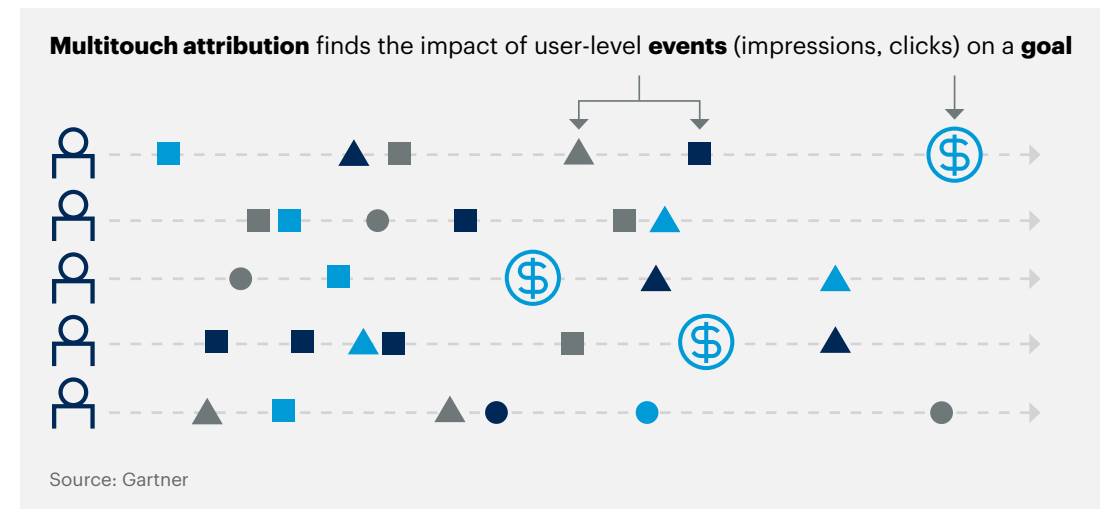 Multitouch attribution finds the impact of user-level events (impressions, clicks) on a goal
$
$
$
Source: Gartner